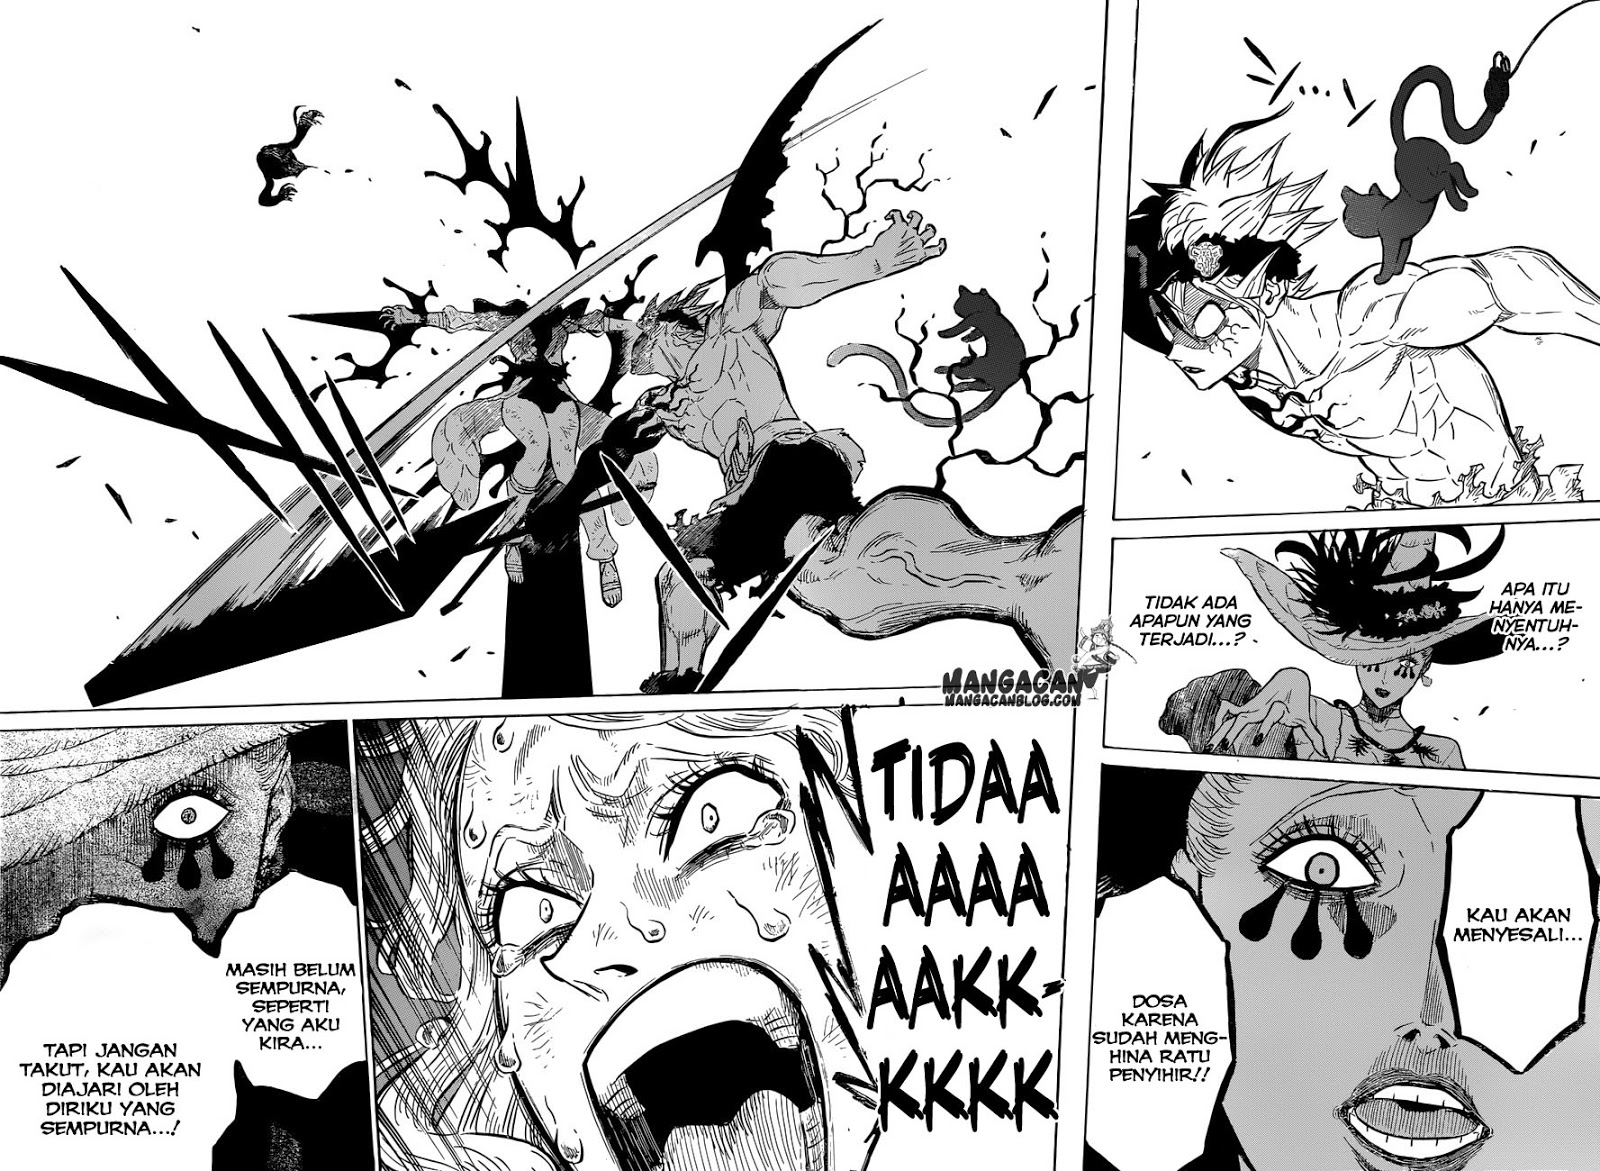 ...
APA ITU
HANYA ME-
NYENTUH-
NYA...?
TIDAK ADA
APAPUN YANG
TERJADI...?
KAU AKAN
MENYESALI...
DOSA
KARENA
SUDAH MENG-
HINA RATU
PENYIHIR!!
MANGACAN
MANGACANBLOG.COM
TIDAA
AAAA
AAKK-
KKKK
MASIH BELUM
SEMPURNA,
SEPERTI
YANG AKU
KIRA...
TAPI JANGAN
TAKUT, KAU AKAN
DIAJARI OLEH
DIRIKU YANG
SEMPURNA...!